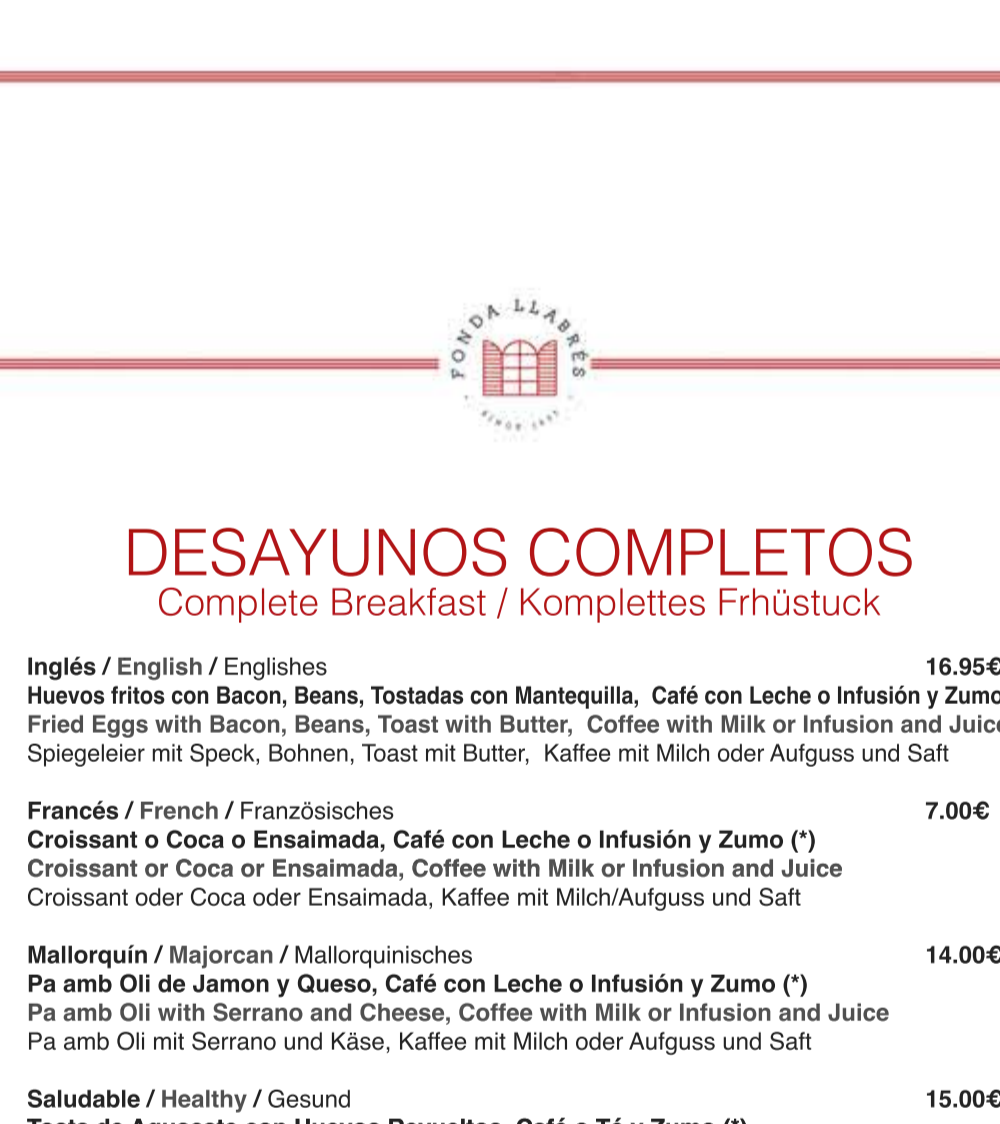 FONDA LLABRÉS
DESAYUNOS COMPLETOS
Complete Breakfast / Komplettes Frhüstuck
Inglés / English / Englishes 16.95€
Huevos fritos con Bacon, Beans, Tostadas con Mantequilla, Café con Leche o Infusión y Zumo
Fried Eggs with Bacon, Beans, Toast with Butter, Coffee with Milk or Infusion and Juice
Spiegeleier mit Speck, Bohnen, Toast mit Butter, Kaffee mit Milch oder Aufguss und Saft
Francés / French / Französisches 7.00€
Croissant o Coca o Ensaimada, Café con Leche o Infusión y Zumo (*)
Croissant or Coca or Ensaimada, Coffee with Milk or Infusion and Juice
Croissant oder Coca oder Ensaimada, Kaffee mit Milch/Aufguss und Saft
Mallorquín / Majorcan / Mallorquinisches 14.00€
Pa amb Oli de Jamon y Queso, Café con Leche o Infusión y Zumo (*)
Pa amb Oli with Serrano and Cheese, Coffee with Milk or Infusion and Juice
Pa amb Oli mit Serrano und Käse, Kaffee mit Milch oder Aufguss und Saft
Saludable / Healthy / Gesund 15.00€